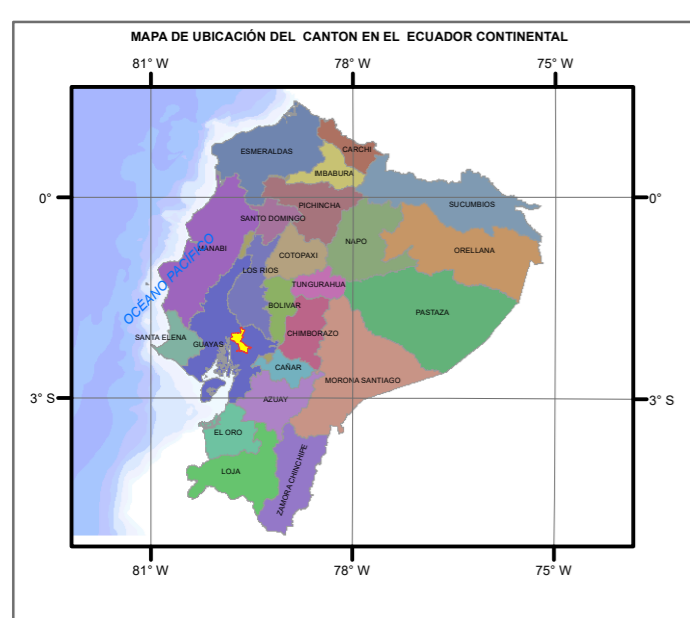 MAPA DE UBICACIÓN DEL CANTON EN EL ECUADOR CONTINENTAL
81° W
78° W
75° W
CARCHI
ESMERALDAS
IMBABURA
0°
0°
PICHINCHA
SUCUMBIOS
SANTO DOMINGO
NAPO
MANABI
ORELLANA
COTOPAXI
LOS RIOS
OCÉANO PACÍFICO
TUNGURAHUA
BOLIVAR
PASTAZA
CHIMBORAZO
SANTA ELENA
GUAYAS
CAÑAR
MORONA SANTIAGO
3° S
3° S
AZUAY
EL ORO
LOJA
ZAMORA CHINCHIPE
81° W
78° W
75° W